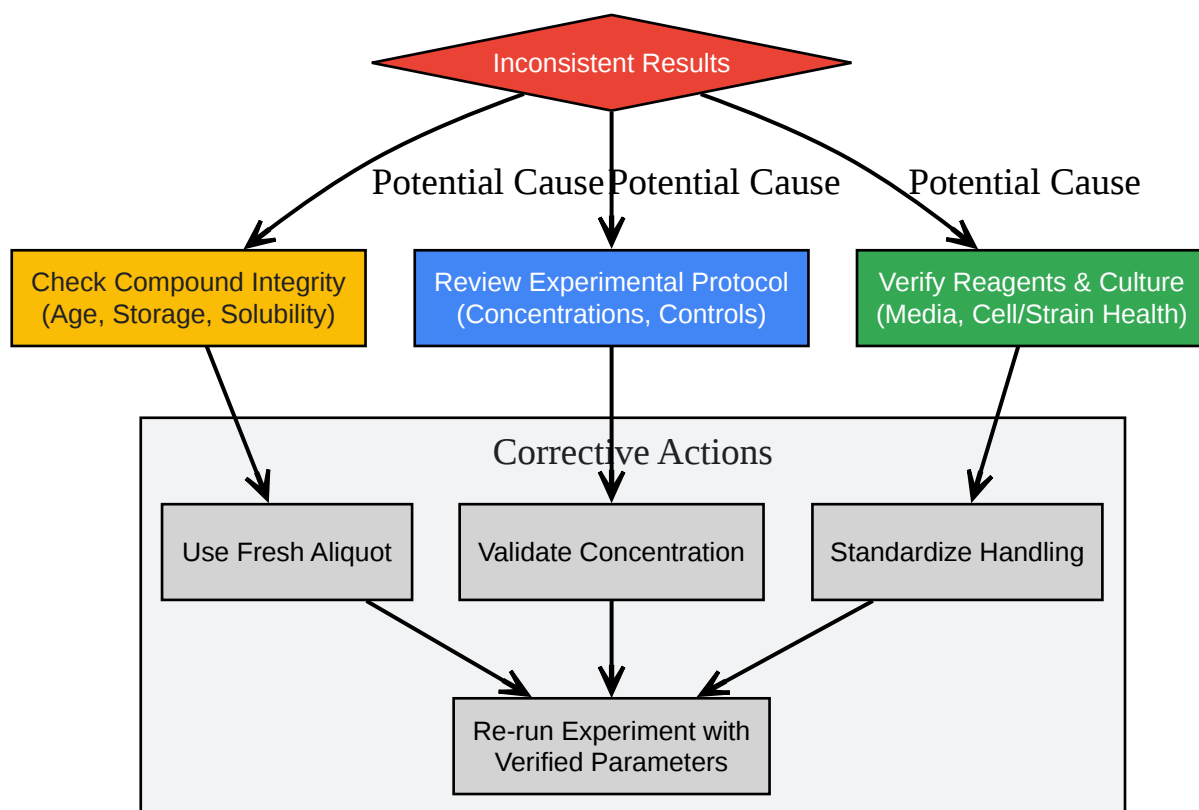 Inconsistent Results
Potential Cause
Potential Cause
Potential Cause
Check Compound Integrity
(Age, Storage, Solubility)
Review Experimental Protocol
(Concentrations, Controls)
Verify Reagents & Culture
(Media, Cell/Strain Health)
Corrective Actions
Use Fresh Aliquot
Validate Concentration
Standardize Handling
Re-run Experiment with
Verified Parameters